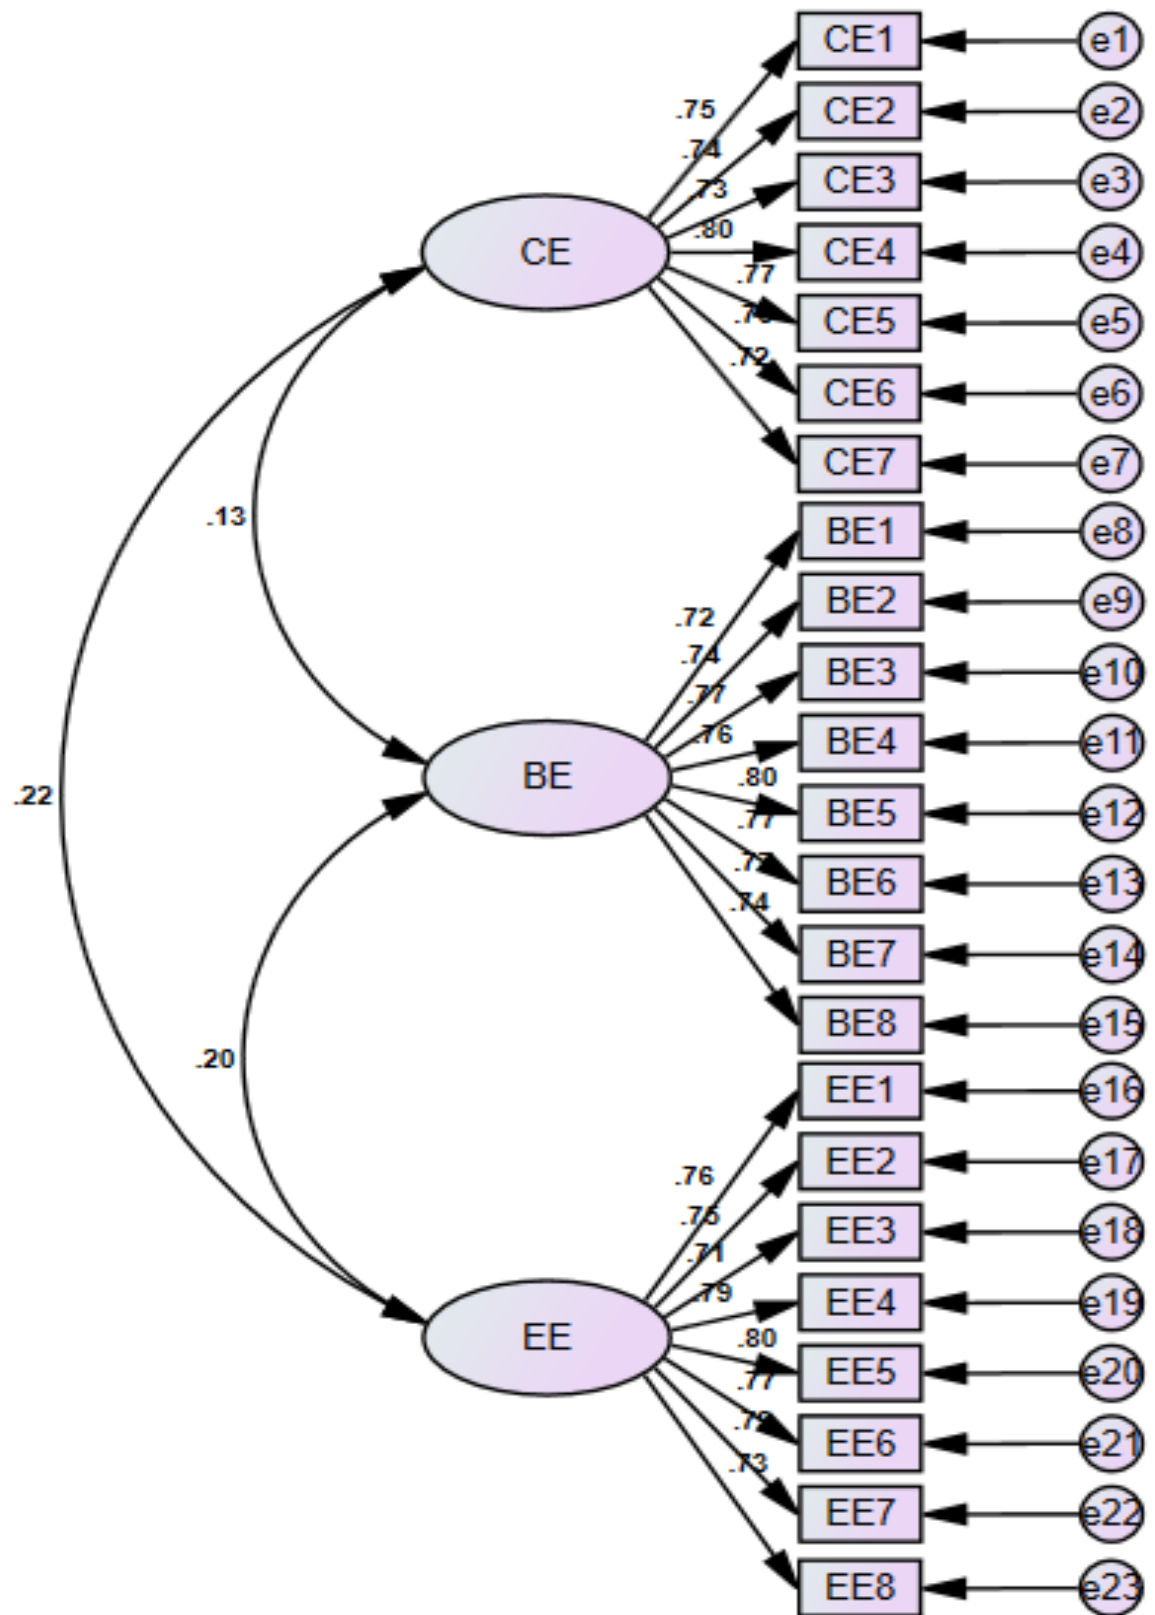 CE1 e1
.75
CE2 e2
.74
CE3 e3
.73
.80
CE CE4 e4
.77
CE5 e5
.72
CE6 e6
CE7 e7
.13
BE1 e8
BE2 e9
.72
.74
BE3 e10
.77
.76
BE4 e11
BE
.80
.22
BE5 e12
.77
BE6 e13
.74
BE7 e14
BE8 e15
.20
EE1 e16
EE2 e17
.76
.75
EE3 e18
.71
.79
EE4 e19
EE
.80
EE5 e20
.77
EE6 e21
.73
EE7 e22
EE8 e23